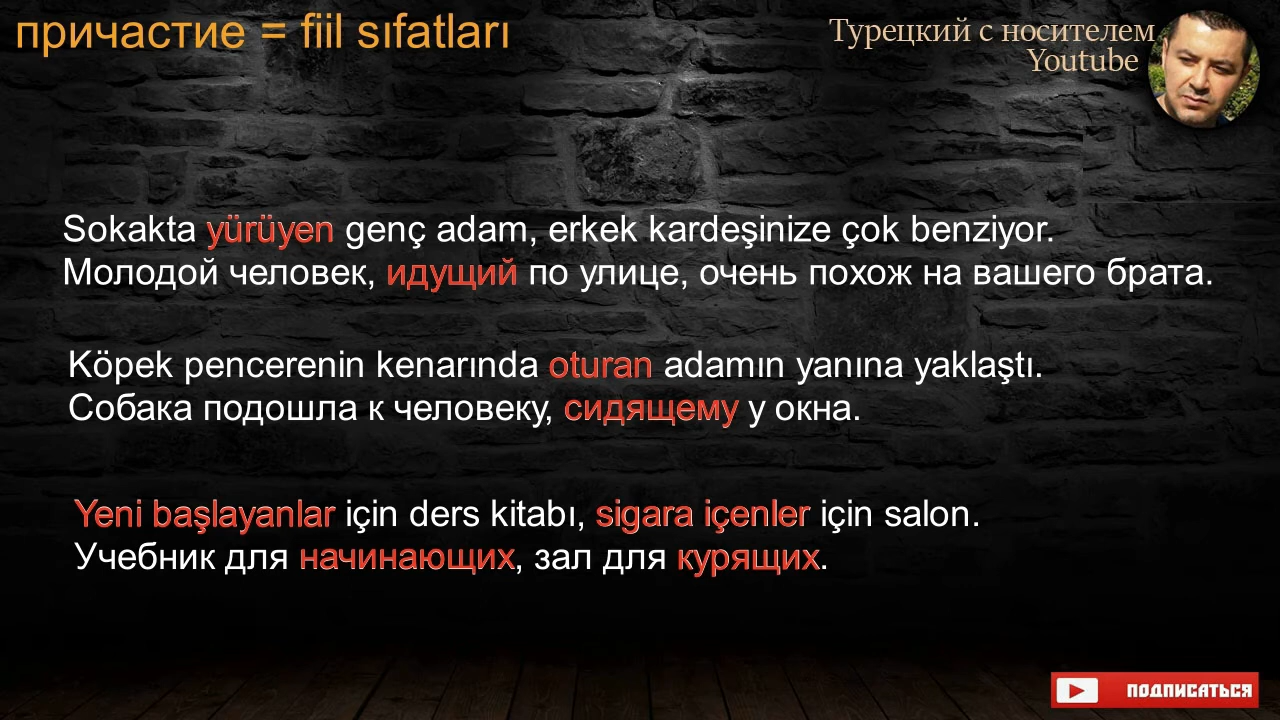 причастие = fiil sıfatları
Турецкий с носителем
Youtube
Sokakta yürüyen genç adam, erkek kardeşinize çok benziyor.
Молодой человек, идущий по улице, очень похож на вашего брата.
Köpek pencerenin kenarında oturan adamın yanına yaklaştı.
Собака подошла к человеку, сидящему у окна.
Yeni başlayanlar için ders kitabı, sigara içenler için salon.
Учебник для начинающих, зал для курящих.
ПОДПИСАТЬСЯ